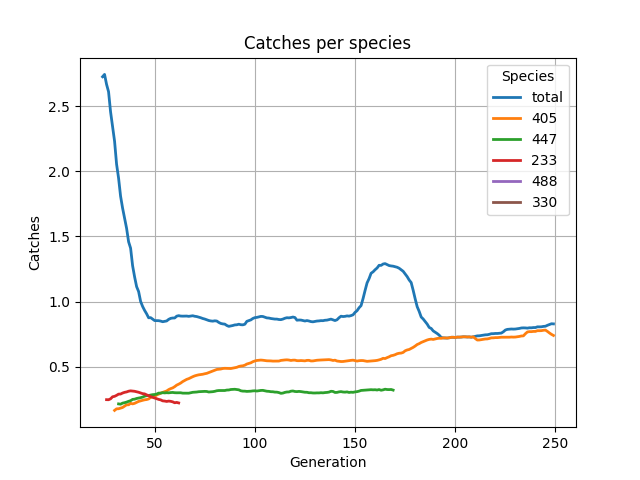 Catches per species
Catches
2.5
2.0
1.5
1.0
0.5
Species
total
405
447
233
488
330
50 100 150 200 250
Generation